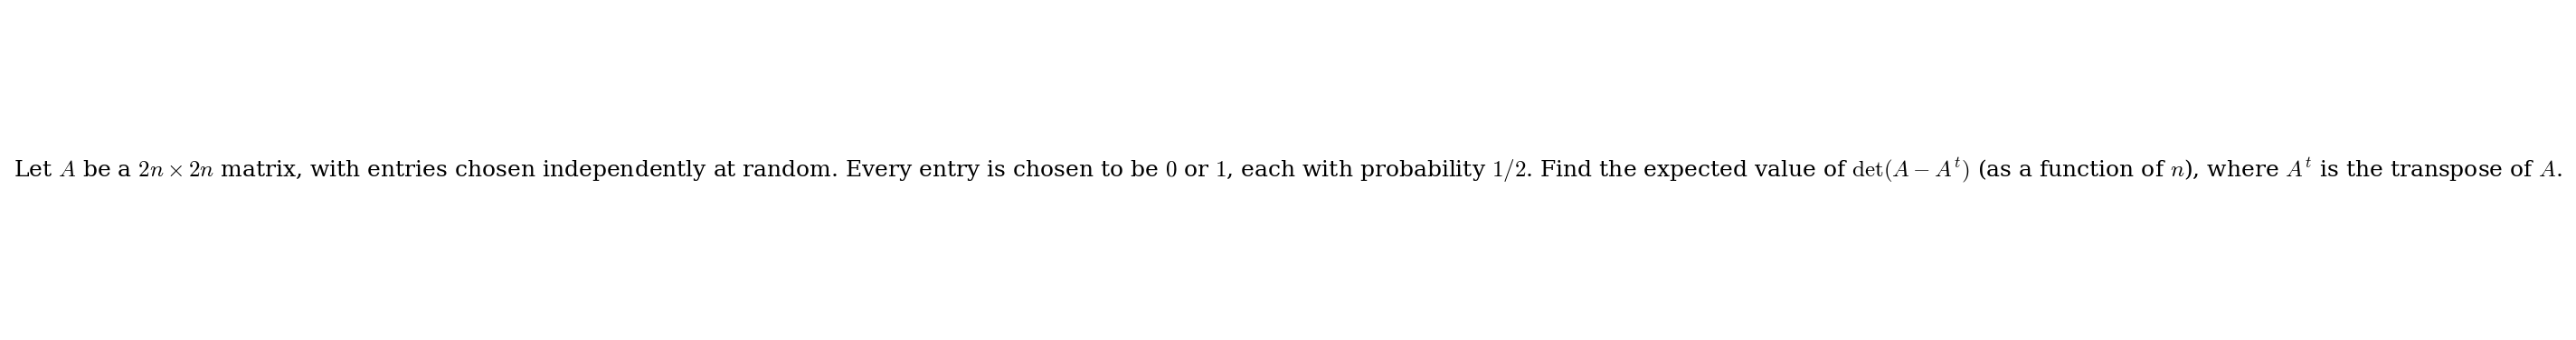 Let $A$ be a $2n \times 2n$ matrix, with entries chosen independently at random. Every entry is chosen to be $0$ or $1$, each with probability $1/2$. Find the expected value of $\det(A - A^t)$ (as a function of $n$), where $A^t$ is the transpose of $A$.